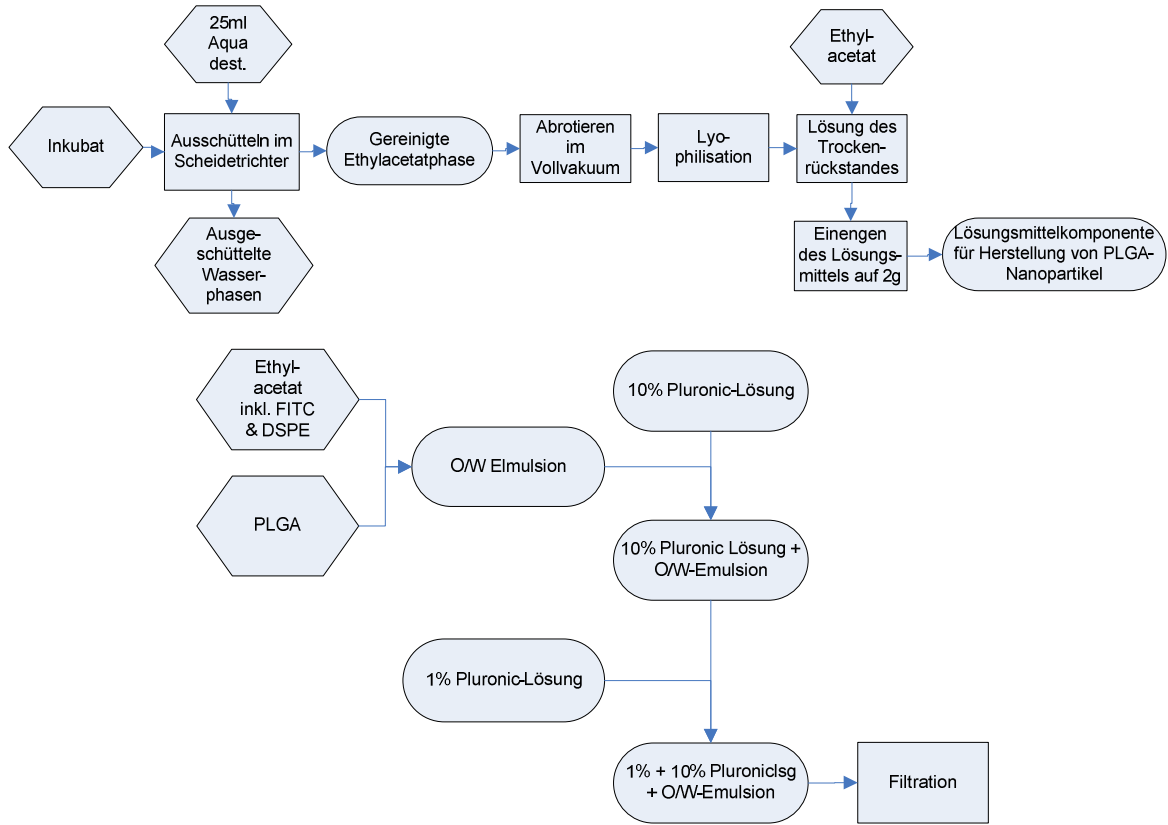 25ml
Aqua
dest.
Ethyl-
acetat
Inkubat
Ausschütteln im
Scheidetrichter
Gereinigte
Ethylacetatphase
Abrotieren
im
Vollvakuum
Lyo-
philisation
Lösung des
Trocken-
rückstandes
Ausge-
schüttelte
Wasser-
phasen
Einengen
des Lösungs-
mittels auf 2g
Lösungsmittelkomponente
für Herstellung von PLGA-
Nanopartikel
Ethyl-
acetat
inkl. FITC
& DSPE
10% Pluronic-Lösung
O/W Elmulsion
PLGA
10% Pluronic Lösung +
O/W-Emulsion
1% Pluronic-Lösung
1% + 10% Pluroniclsg
+ O/W-Emulsion
Filtration